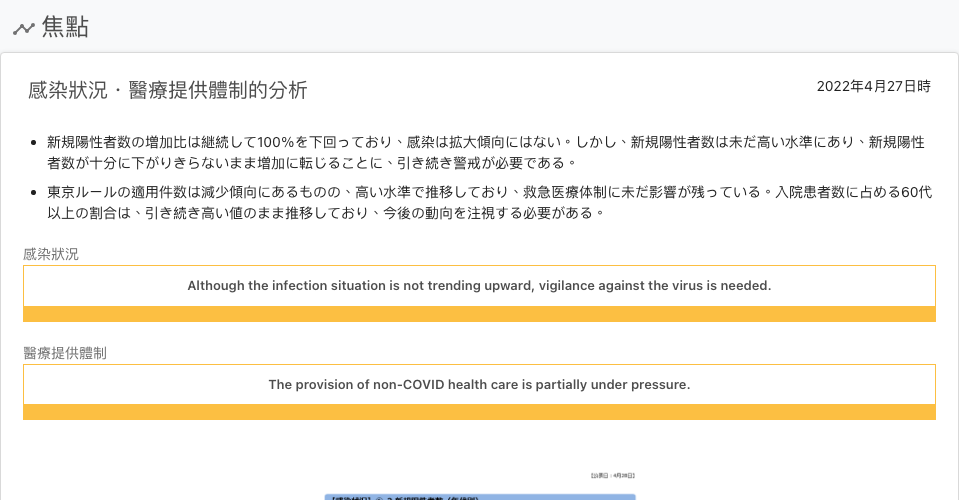 焦點
感染狀況・醫療提供體制的分析
2022年4月27日時
新規陽性者数の増加比は継続して100%を下回っており、感染は拡大傾向にはない。しかし、新規陽性者数は未だ高い水準にあり、新規陽性
者数が十分に下がりきらないまま増加に転じることに、引き続き警戒が必要である。
東京ルールの適用件数は減少傾向にあるものの、高い水準で推移しており、救急医療体制に未だ影響が残っている。入院患者数に占める60代
以上の割合は、引き続き高い値のまま推移しており、今後の動向を注視する必要がある。
感染狀況
Although the infection situation is not trending upward, vigilance against the virus is needed.
醫療提供體制
The provision of non-COVID health care is partially under pressure.